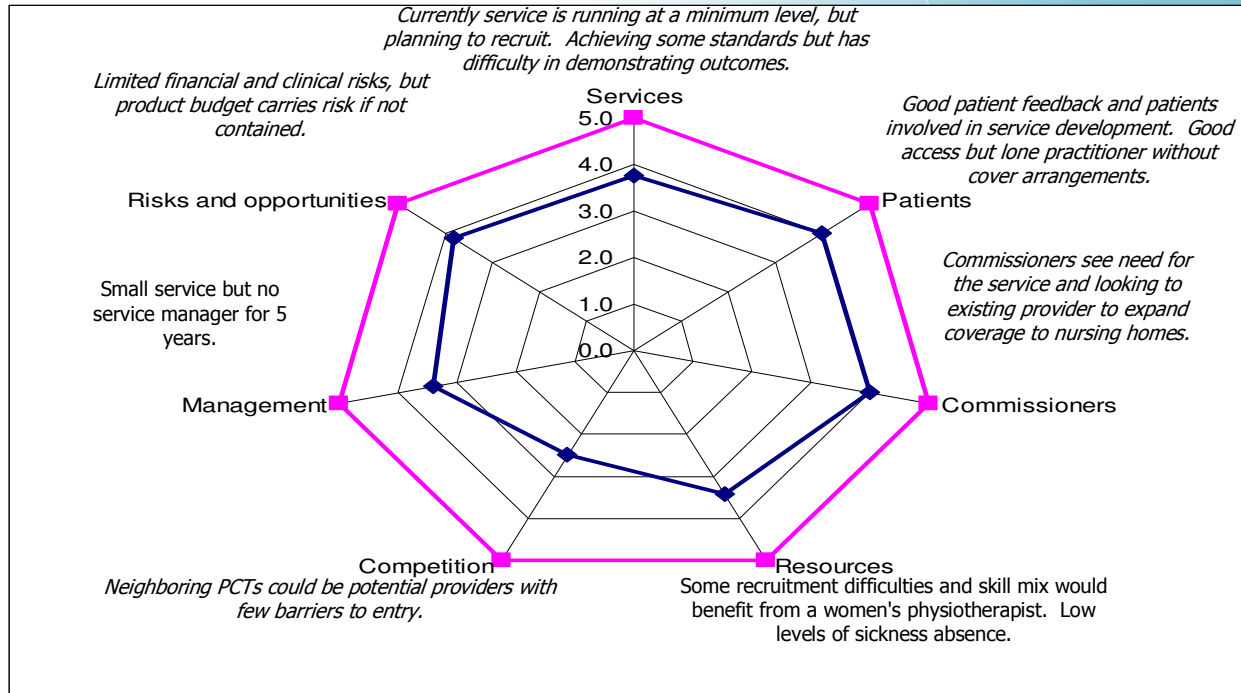 Currently service is running at a minimum level, but
planning to recruit. Achieving some standards but has
difficulty in demonstrating outcomes.
Limited financial and clinical risks, but
product budget carries risk if not
contained.
Services
Good patient feedback and patients
involved in service development. Good
access but lone practitioner without
cover arrangements.
5.0
4.0
3.0
2.0
1.0
0.0
Risks and opportunities
Patients
Small service but no
service manager for 5
years.
Commissioners see need for
the service and looking to
existing provider to expand
coverage to nursing homes.
Management
Commissioners
Competition
Resources
Neighboring PCTs could be potential providers with
few barriers to entry.
Some recruitment difficulties and skill mix would
benefit from a women's physiotherapist. Low
levels of sickness absence.